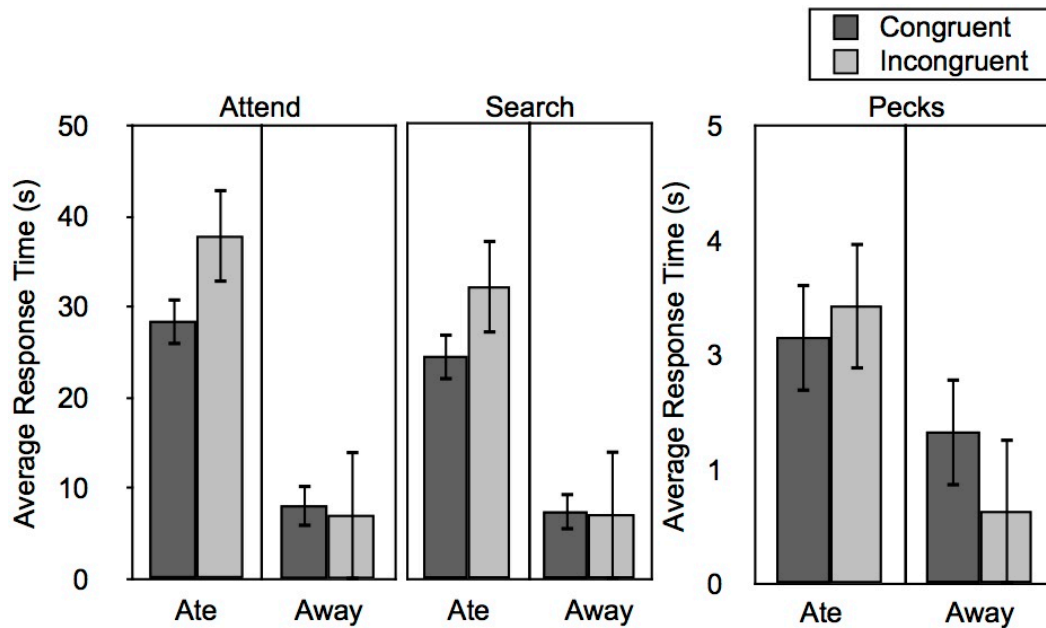 Congruent
Incongruent
Attend
Search
Pecks
Average Response Time (s)
50
40
30
20
10
0
Average Response Time (s)
5
4
3
1
0
Ate
Away
Ate
Away
Ate
Away